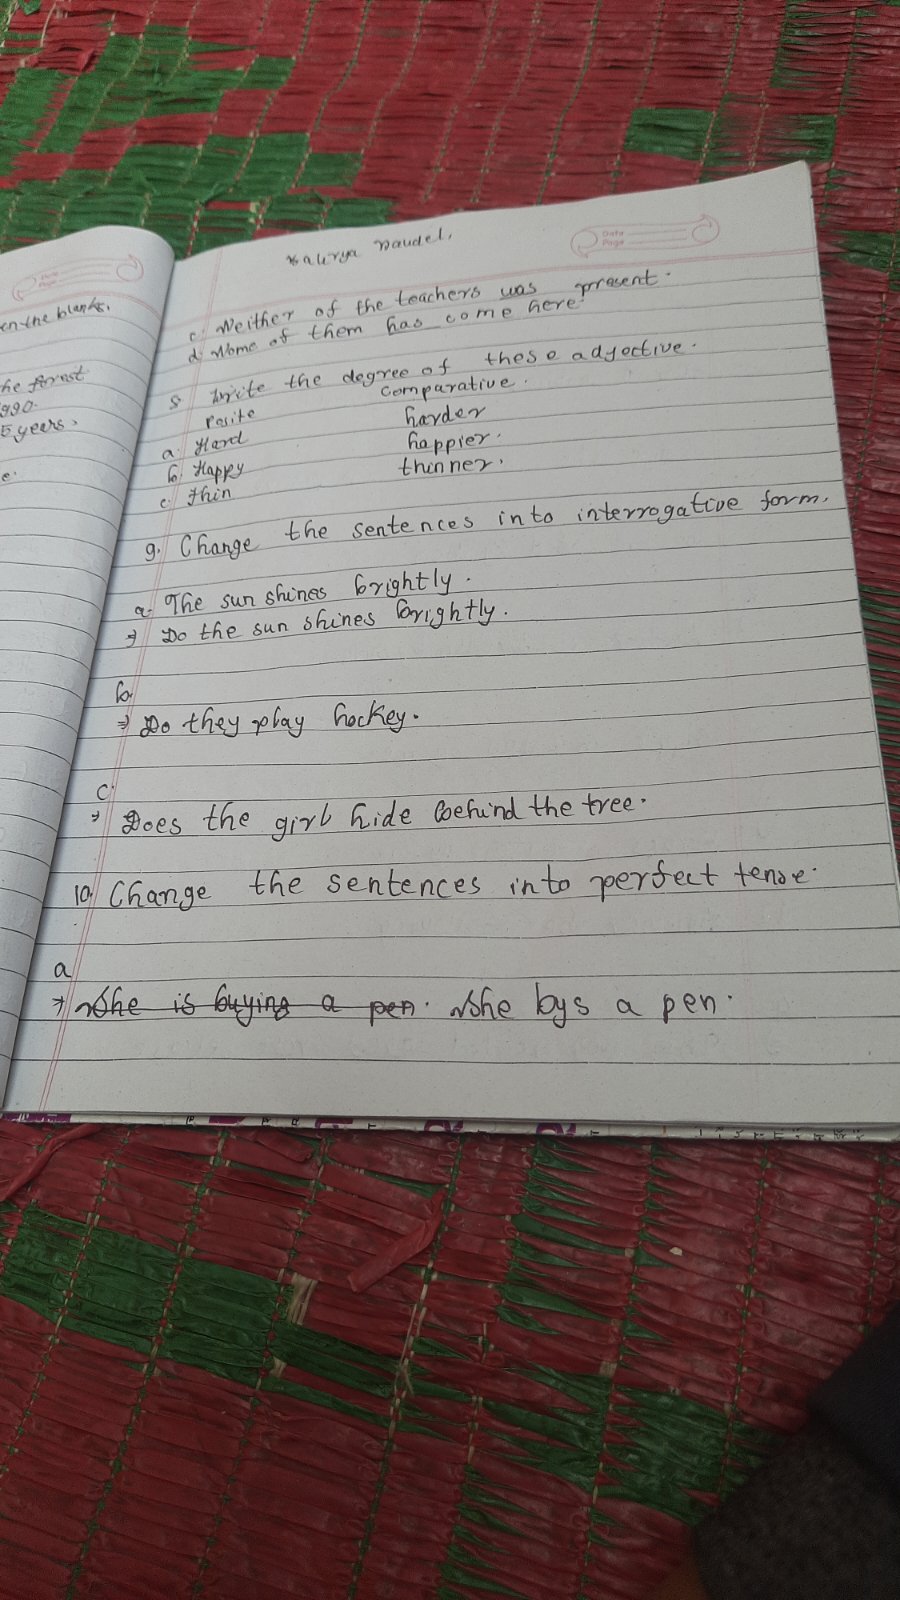 Date
Page
en the blanks.
he forest
990.
5 years.
e.
Date
Page
c. Neither of the teachers was present.
d. None of them has come here.
Write the degree of these adjective.
Posite comparative.
a. Hard harder
b. Happy happier.
c. Thin thinner.
9. Change the sentences into interrogative form.
a. The sun shines brightly.
⇒ Do the sun shines brightly.
b.
⇒ Do they play hockey.
c.
⇒ Does the girl hide behind the tree.
10. Change the sentences into perfect tense.
a
→ She is buying a pen. She bys a pen.